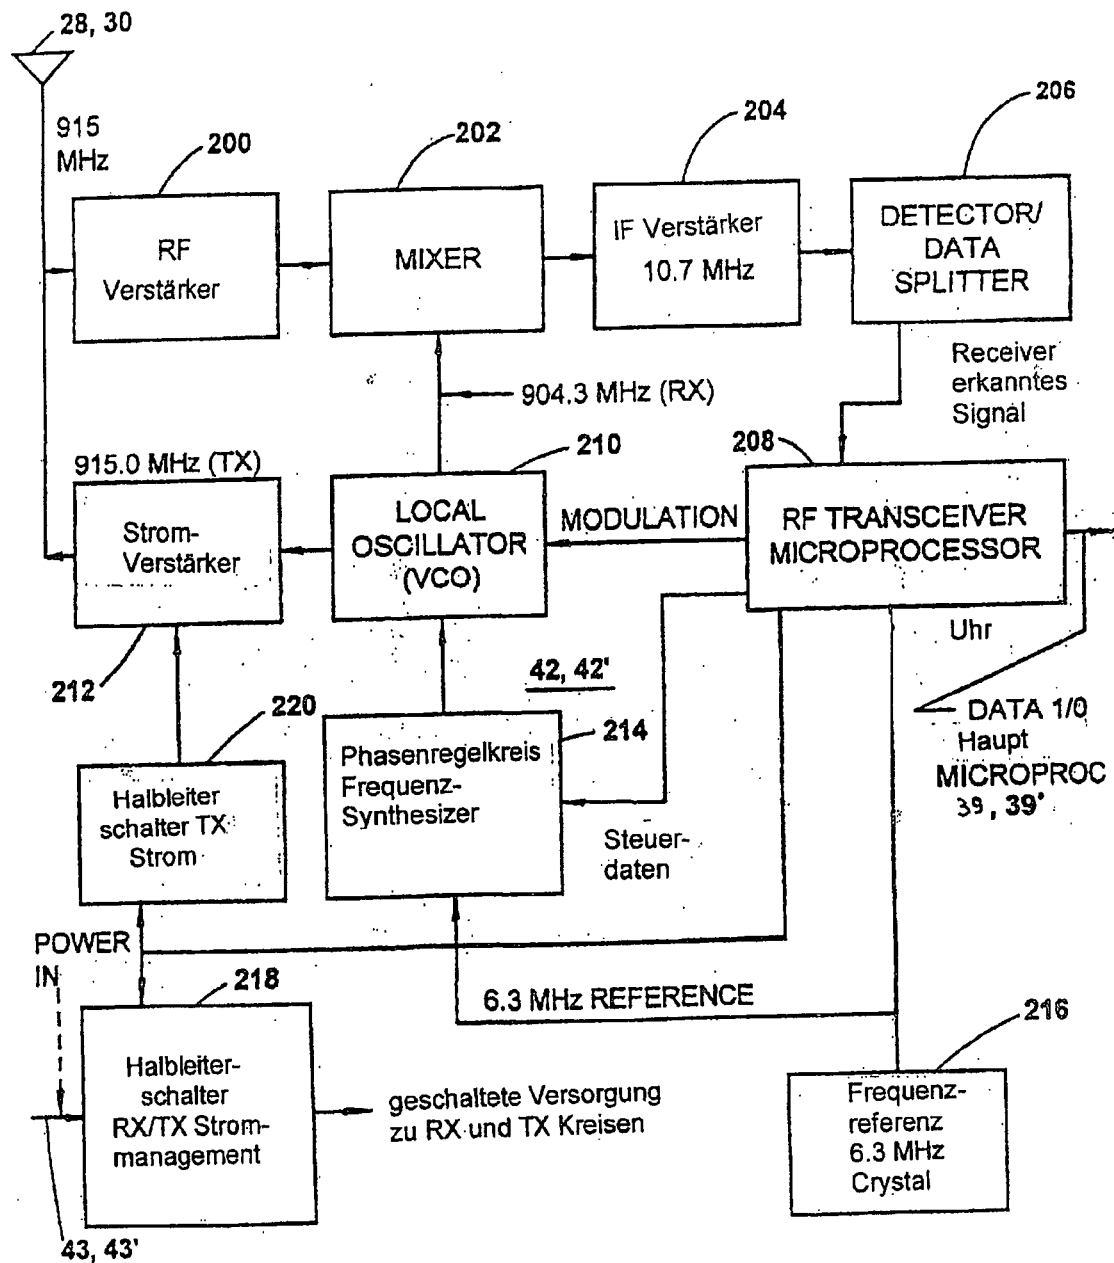 28, 30
915
MHz
200
202
204
206
RF
Verstärker
MIXER
IF Verstärker
10.7 MHz
DETECTOR/
DATA
SPLITTER
Receiver
erkanntes
Signal
904.3 MHz (RX)
210
208
915.0 MHz (TX)
Strom-
Verstärker
LOCAL
OSCILLATOR
(VCO)
MODULATION
RF TRANSCEIVER
MICROPROCESSOR
Uhr
212
220
42, 42'
214
DATA 1/0
Haupt
MICROPROC
39, 39'
Halbleiter
schalter TX
Strom
Phasenregelkreis
Frequenz-
Synthesizer
Steuer-
daten
POWER
IN
218
6.3 MHz REFERENCE
216
Halbleiter-
schalter
RX/TX Strom-
management
geschaltete Versorgung
zu RX und TX Kreisen
Frequenz-
referenz
6.3 MHz
Crystal
43, 43'